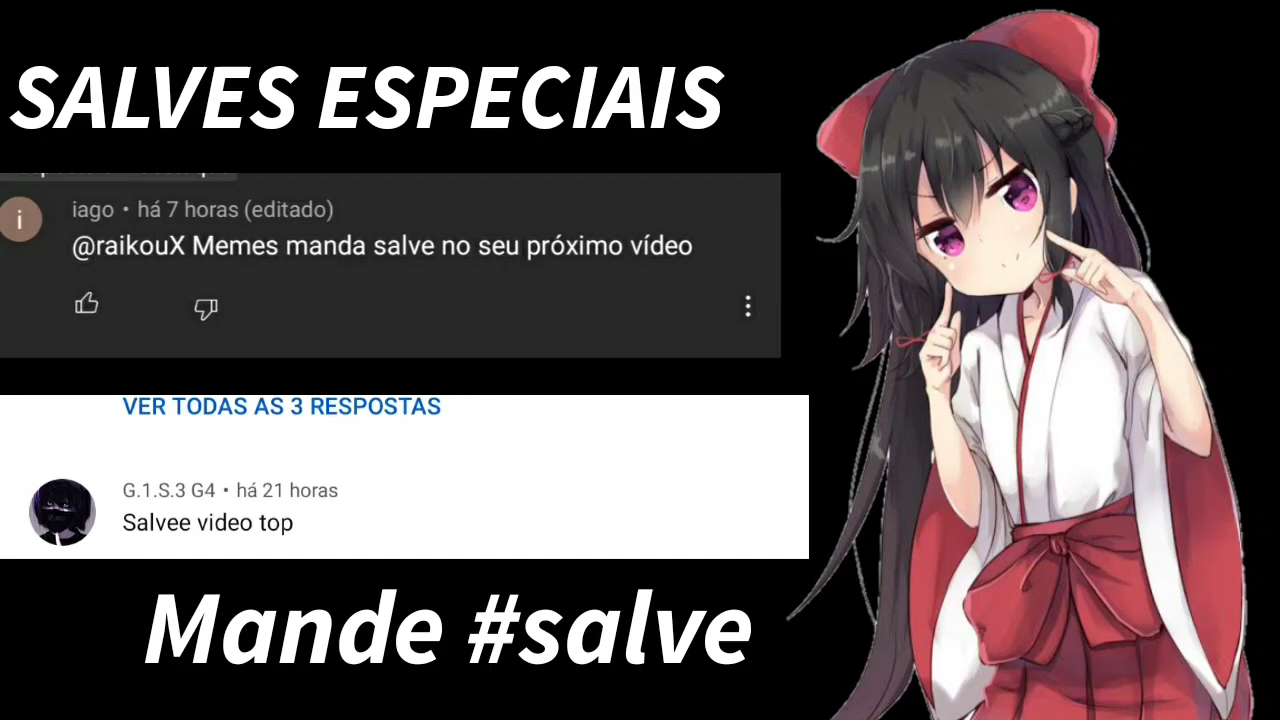 SALVES ESPECIAIS
i
iago • há 7 horas (editado)
@raikouX Memes manda salve no seu próximo vídeo
VER TODAS AS 3 RESPOSTAS
G.1.S.3 G4 • há 21 horas
Salvee video top
Mande #salve